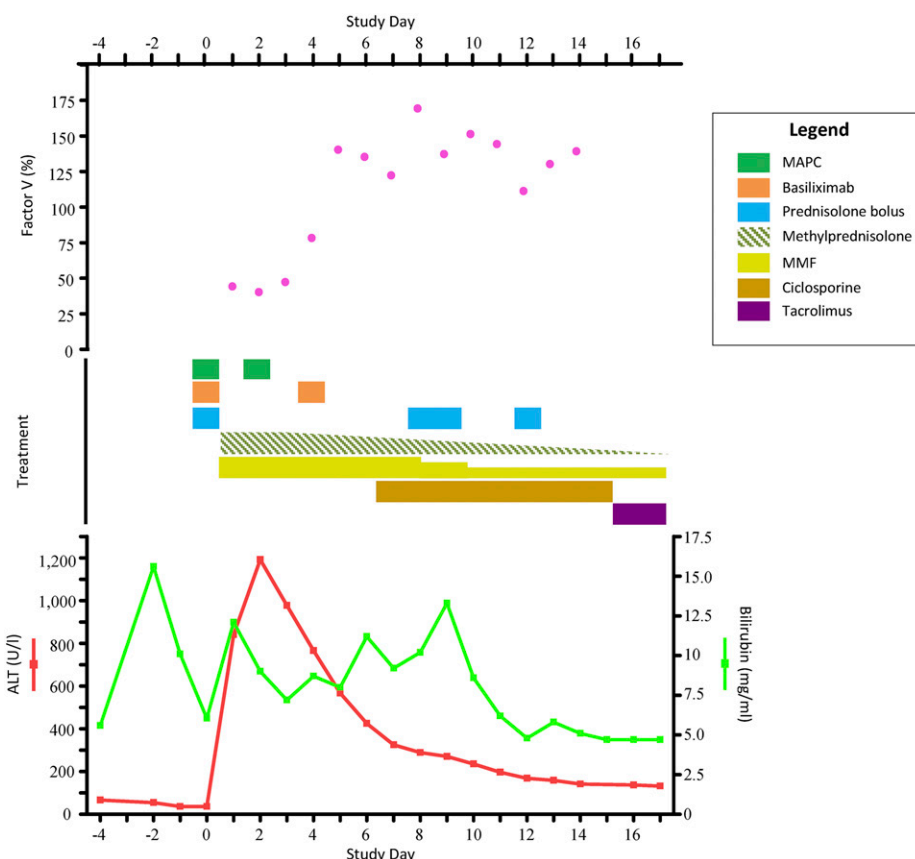 Study Day
-4 -2 0 2 4 6 8 10 12 14 16
Factor V (%)
175
150
125
100
75
50
25
0
Legend
MAPC
Basiliximab
Prednisolone bolus
Methylprednisolone
MMF
Ciclosporine
Tacrolimus
Treatment
ALT (U/l)
1,200
1,000
800
600
400
200
0
17.5
15.0
12.5
10
7.5
5.0
2.5
0
Bilirubin (mg/ml)
-4 -2 0 2 4 6 8 10 12 14 16
Study Day